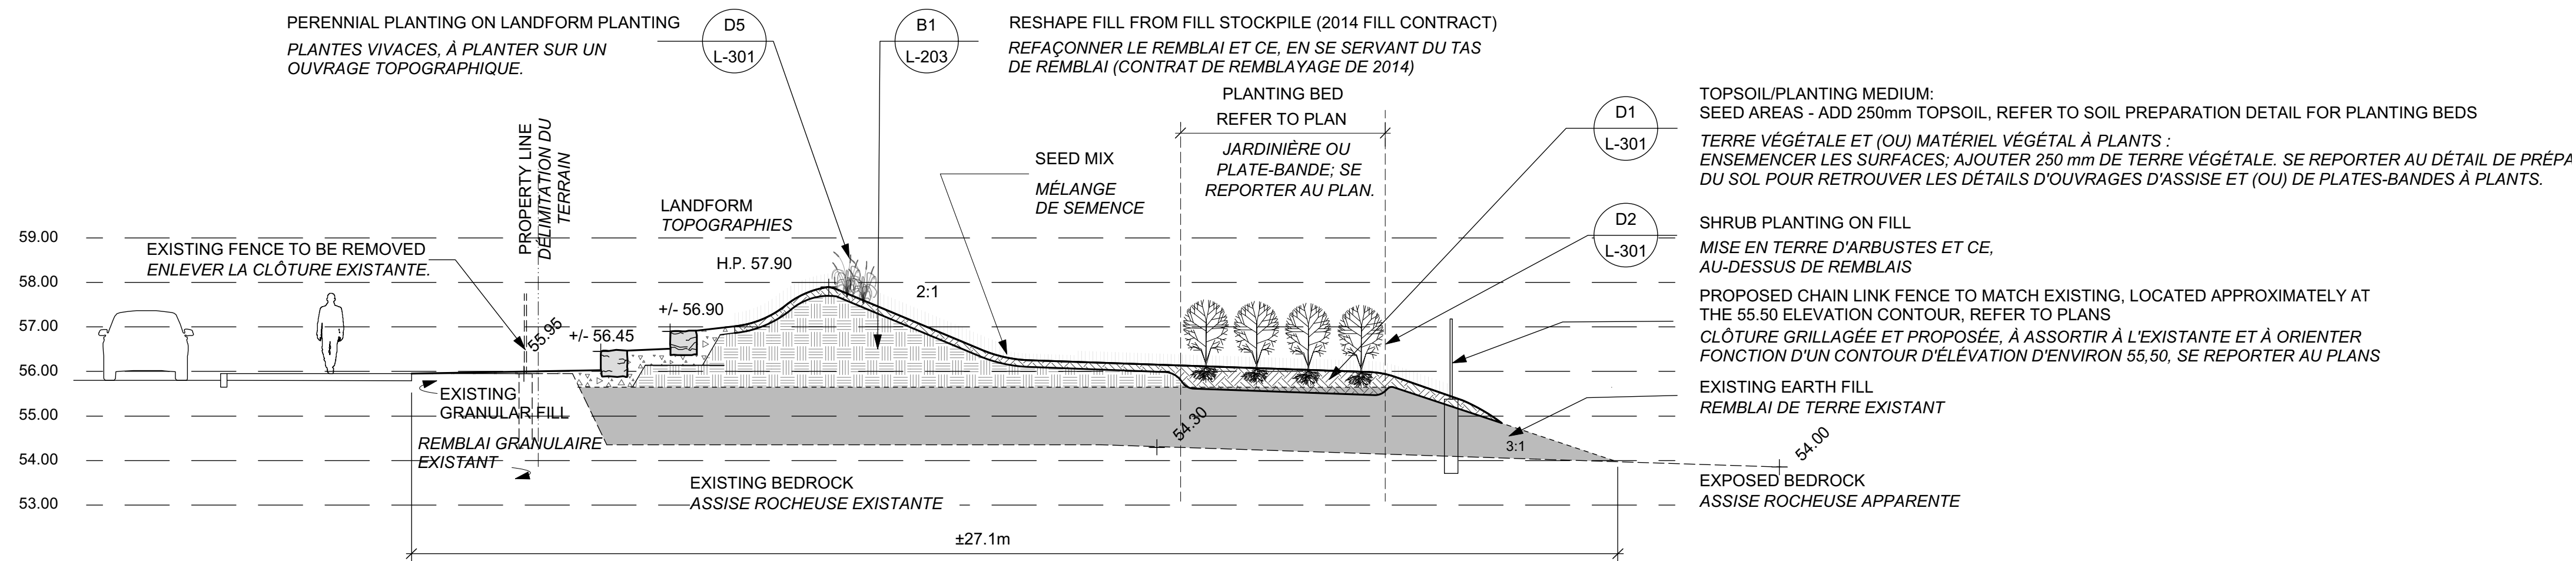 PERENNIAL PLANTING ON LANDFORM PLANTING
PLANTES VIVACES, À PLANTER SUR UN
OUVRAGE TOPOGRAPHIQUE.
D5
L-301
B1
L-203
RESHAPE FILL FROM FILL STOCKPILE (2014 FILL CONTRACT)
REFAÇONNER LE REMBLAI ET CE, EN SE SERVANT DU TAS
DE REMBLAI (CONTRAT DE REMBLAYAGE DE 2014)
PLANTING BED
REFER TO PLAN
JARDINIÈRE OU
PLATE-BANDE; SE
REPORTER AU PLAN.
D1
L-301
TOPSOIL/PLANTING MEDIUM:
SEED AREAS - ADD 250mm TOPSOIL, REFER TO SOIL PREPARATION DETAIL FOR PLANTING BEDS
TERRE VÉGÉTALE ET (OU) MATÉRIEL VÉGÉTAL À PLANTS :
ENSEMENCER LES SURFACES; AJOUTER 250 mm DE TERRE VÉGÉTALE. SE REPORTER AU DÉTAIL DE PRÉPA
DU SOL POUR RETROUVER LES DÉTAILS D'OUVRAGES D'ASSISE ET (OU) DE PLATES-BANDES À PLANTS.
PROPERTY LINE
DÉLIMITATION DU
TERRAIN
SEED MIX
MÉLANGE
DE SEMENCE
LANDFORM
TOPOGRAPHIES
D2
L-301
SHRUB PLANTING ON FILL
MISE EN TERRE D'ARBUSTES ET CE,
AU-DESSUS DE REMBLAIS
EXISTING FENCE TO BE REMOVED
ENLEVER LA CLÔTURE EXISTANTE.
H.P. 57.90
2:1
+/- 56.90
+/- 56.45
55.95
PROPOSED CHAIN LINK FENCE TO MATCH EXISTING, LOCATED APPROXIMATELY AT
THE 55.50 ELEVATION CONTOUR, REFER TO PLANS
CLÔTURE GRILLAGÉE ET PROPOSÉE, À ASSORTIR À L'EXISTANTE ET À ORIENTER
FONCTION D'UN CONTOUR D'ÉLÉVATION D'ENVIRON 55,50, SE REPORTER AU PLANS
59.00
58.00
57.00
56.00
55.00
54.00
53.00
EXISTING
GRANULAR FILL
REMBLAI GRANULAIRE
EXISTANT
EXISTING EARTH FILL
REMBLAI DE TERRE EXISTANT
54.30
3:1
54.00
EXISTING BEDROCK
ASSISE ROCHEUSE EXISTANTE
EXPOSED BEDROCK
ASSISE ROCHEUSE APPARENTE
±27.1m